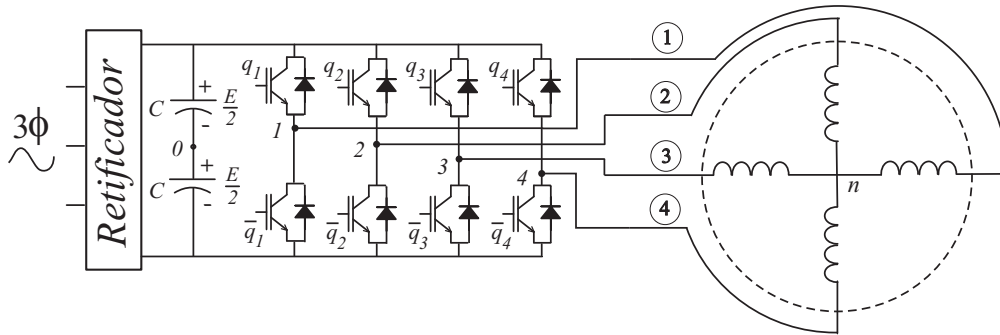 3ϕ
Retificador
C
+
E/2
-
0
C
+
E/2
-
q₁
q₂
q₃
q₄
1
2
3
4
q̅₁
q̅₂
q̅₃
q̅₄
①
②
③
④
n